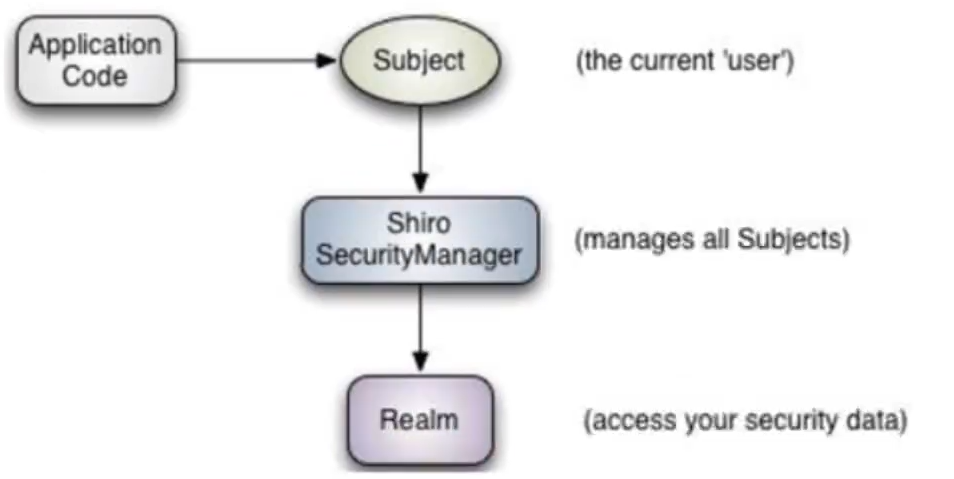 Application
Code
Subject
(the current 'user')
Shiro
SecurityManager
(manages all Subjects)
Realm
(access your security data)